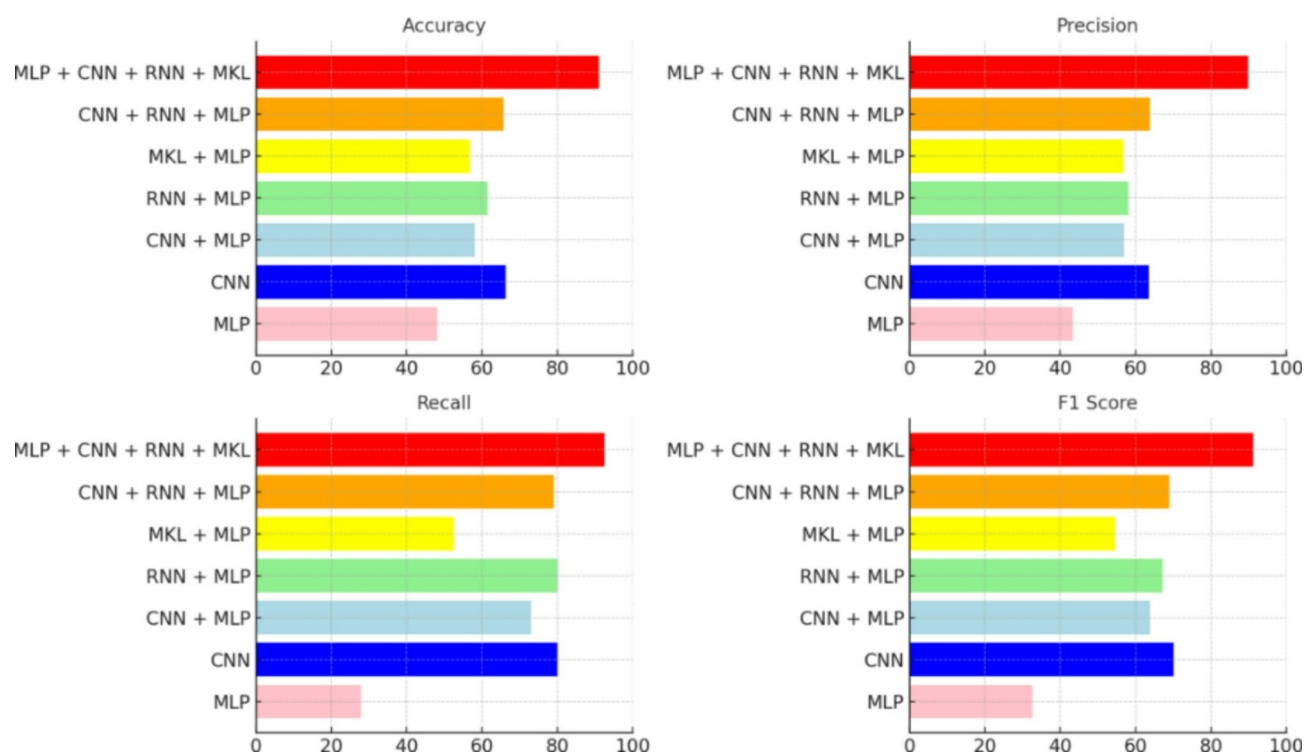 Accuracy
MLP + CNN + RNN + MKL
CNN + RNN + MLP
MKL + MLP
RNN + MLP
CNN + MLP
CNN
MLP
0 20 40 60 80 100
Precision
MLP + CNN + RNN + MKL
CNN + RNN + MLP
MKL + MLP
RNN + MLP
CNN + MLP
CNN
MLP
0 20 40 60 80 100
Recall
MLP + CNN + RNN + MKL
CNN + RNN + MLP
MKL + MLP
RNN + MLP
CNN + MLP
CNN
MLP
0 20 40 60 80 100
F1 Score
MLP + CNN + RNN + MKL
CNN + RNN + MLP
MKL + MLP
RNN + MLP
CNN + MLP
CNN
MLP
0 20 40 60 80 100